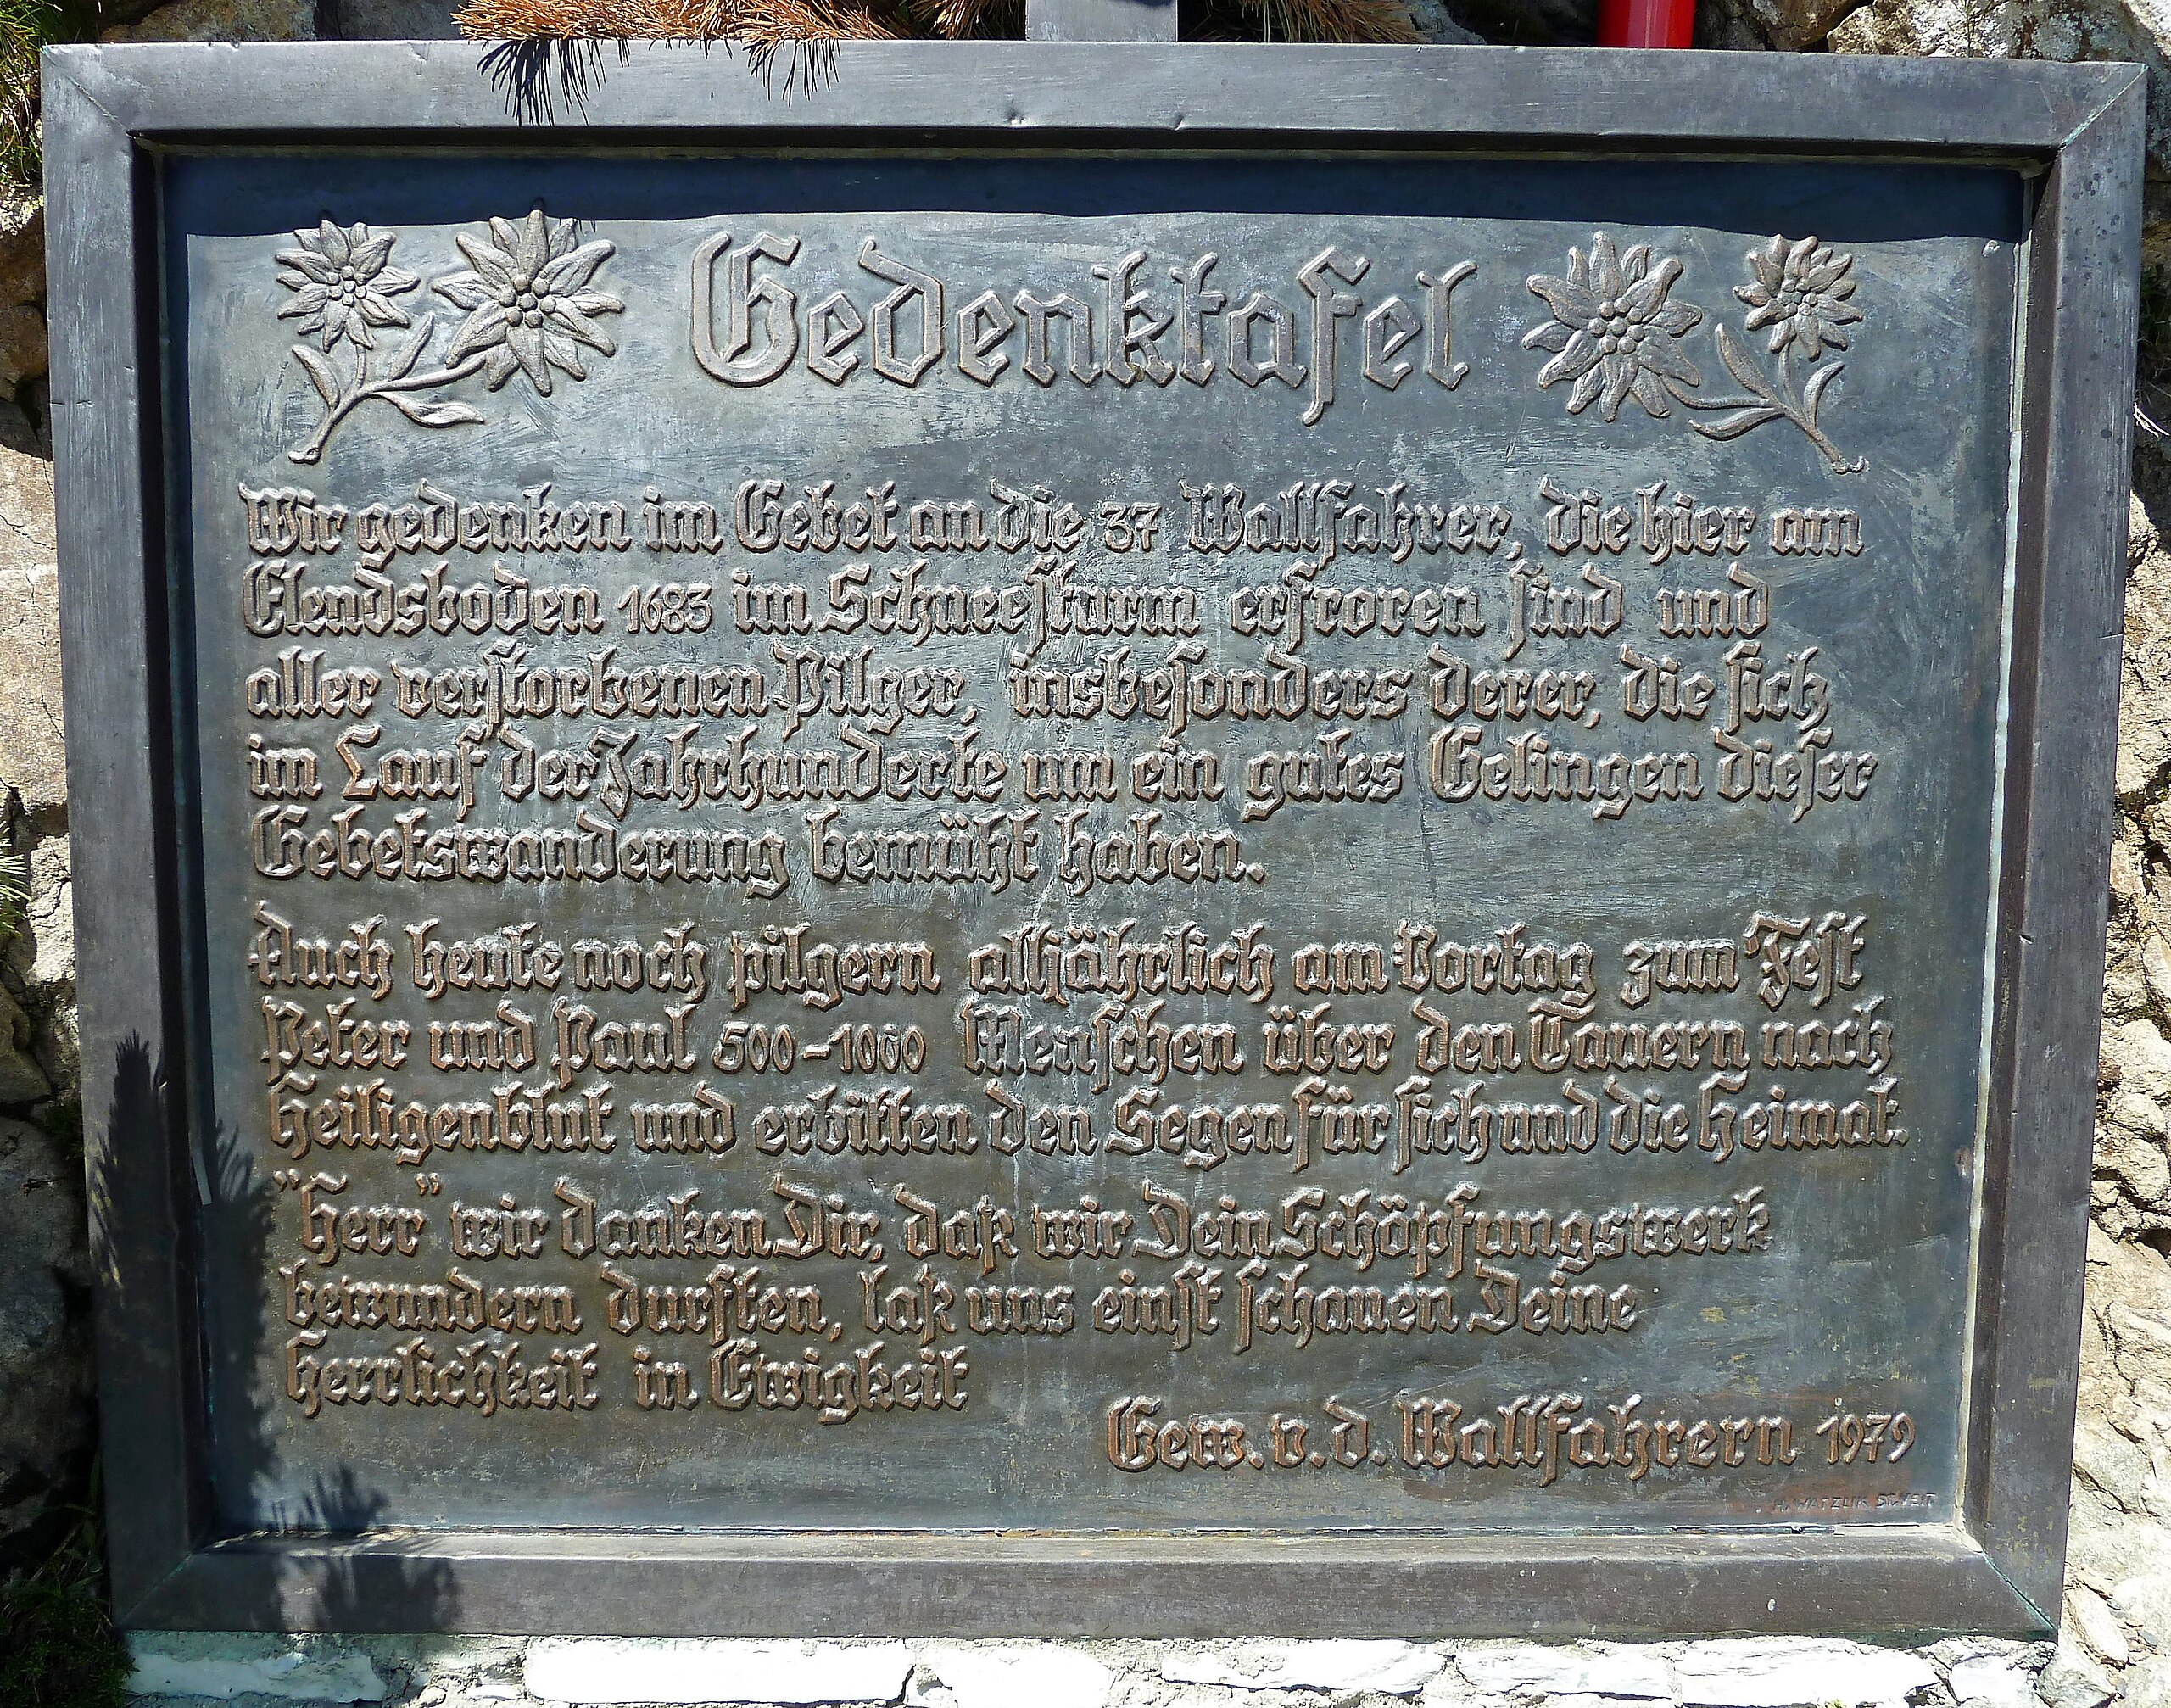 Gedenktafel
Wir gedenken im Gebet an die 37 Wallfahrer, die hier am
Elendsboden 1683 im Schneesturm erfroren sind und
aller verstorbenen Pilger, insbesonders derer, die sich
im Lauf der Jahrhunderte um ein gutes Gelingen dieser
Gebetswanderung bemüht haben.
Auch heute noch pilgern alljährlich am Vortag zum Fest
Peter und Paul 500-1000 Menschen über den Tauern nach
Heiligenblut und erbitten den Segen für sich und die Heimat.
"Herr" wir danken Dir, daß wir Dein Schöpfungswerk
bewundern durften, laß uns einst schauen Deine
Herrlichkeit in Ewigkeit
Gew. v. d. Wallfahrern 1979
H. WATZLIK ST. VEIT